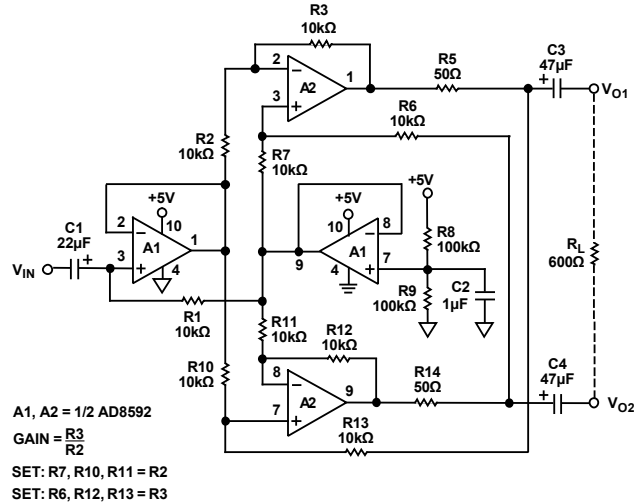 R3
10kΩ
C3
47µF
R5
50Ω
2
1
3
A2
VO1
R6
10kΩ
R2
10kΩ
R7
10kΩ
+5V
+5V
+5V
C1
22µF
2
10
1
3
A1
4
VIN
10
8
9
A1
4
7
R8
100kΩ
R9
100kΩ
C2
1µF
RL
600Ω
R1
10kΩ
R11
10kΩ
R12
10kΩ
R10
10kΩ
8
9
7
A2
R14
50Ω
C4
47µF
VO2
R13
10kΩ
A1, A2 = 1/2 AD8592
GAIN = R3
R2
SET: R7, R10, R11 = R2
SET: R6, R12, R13 = R3